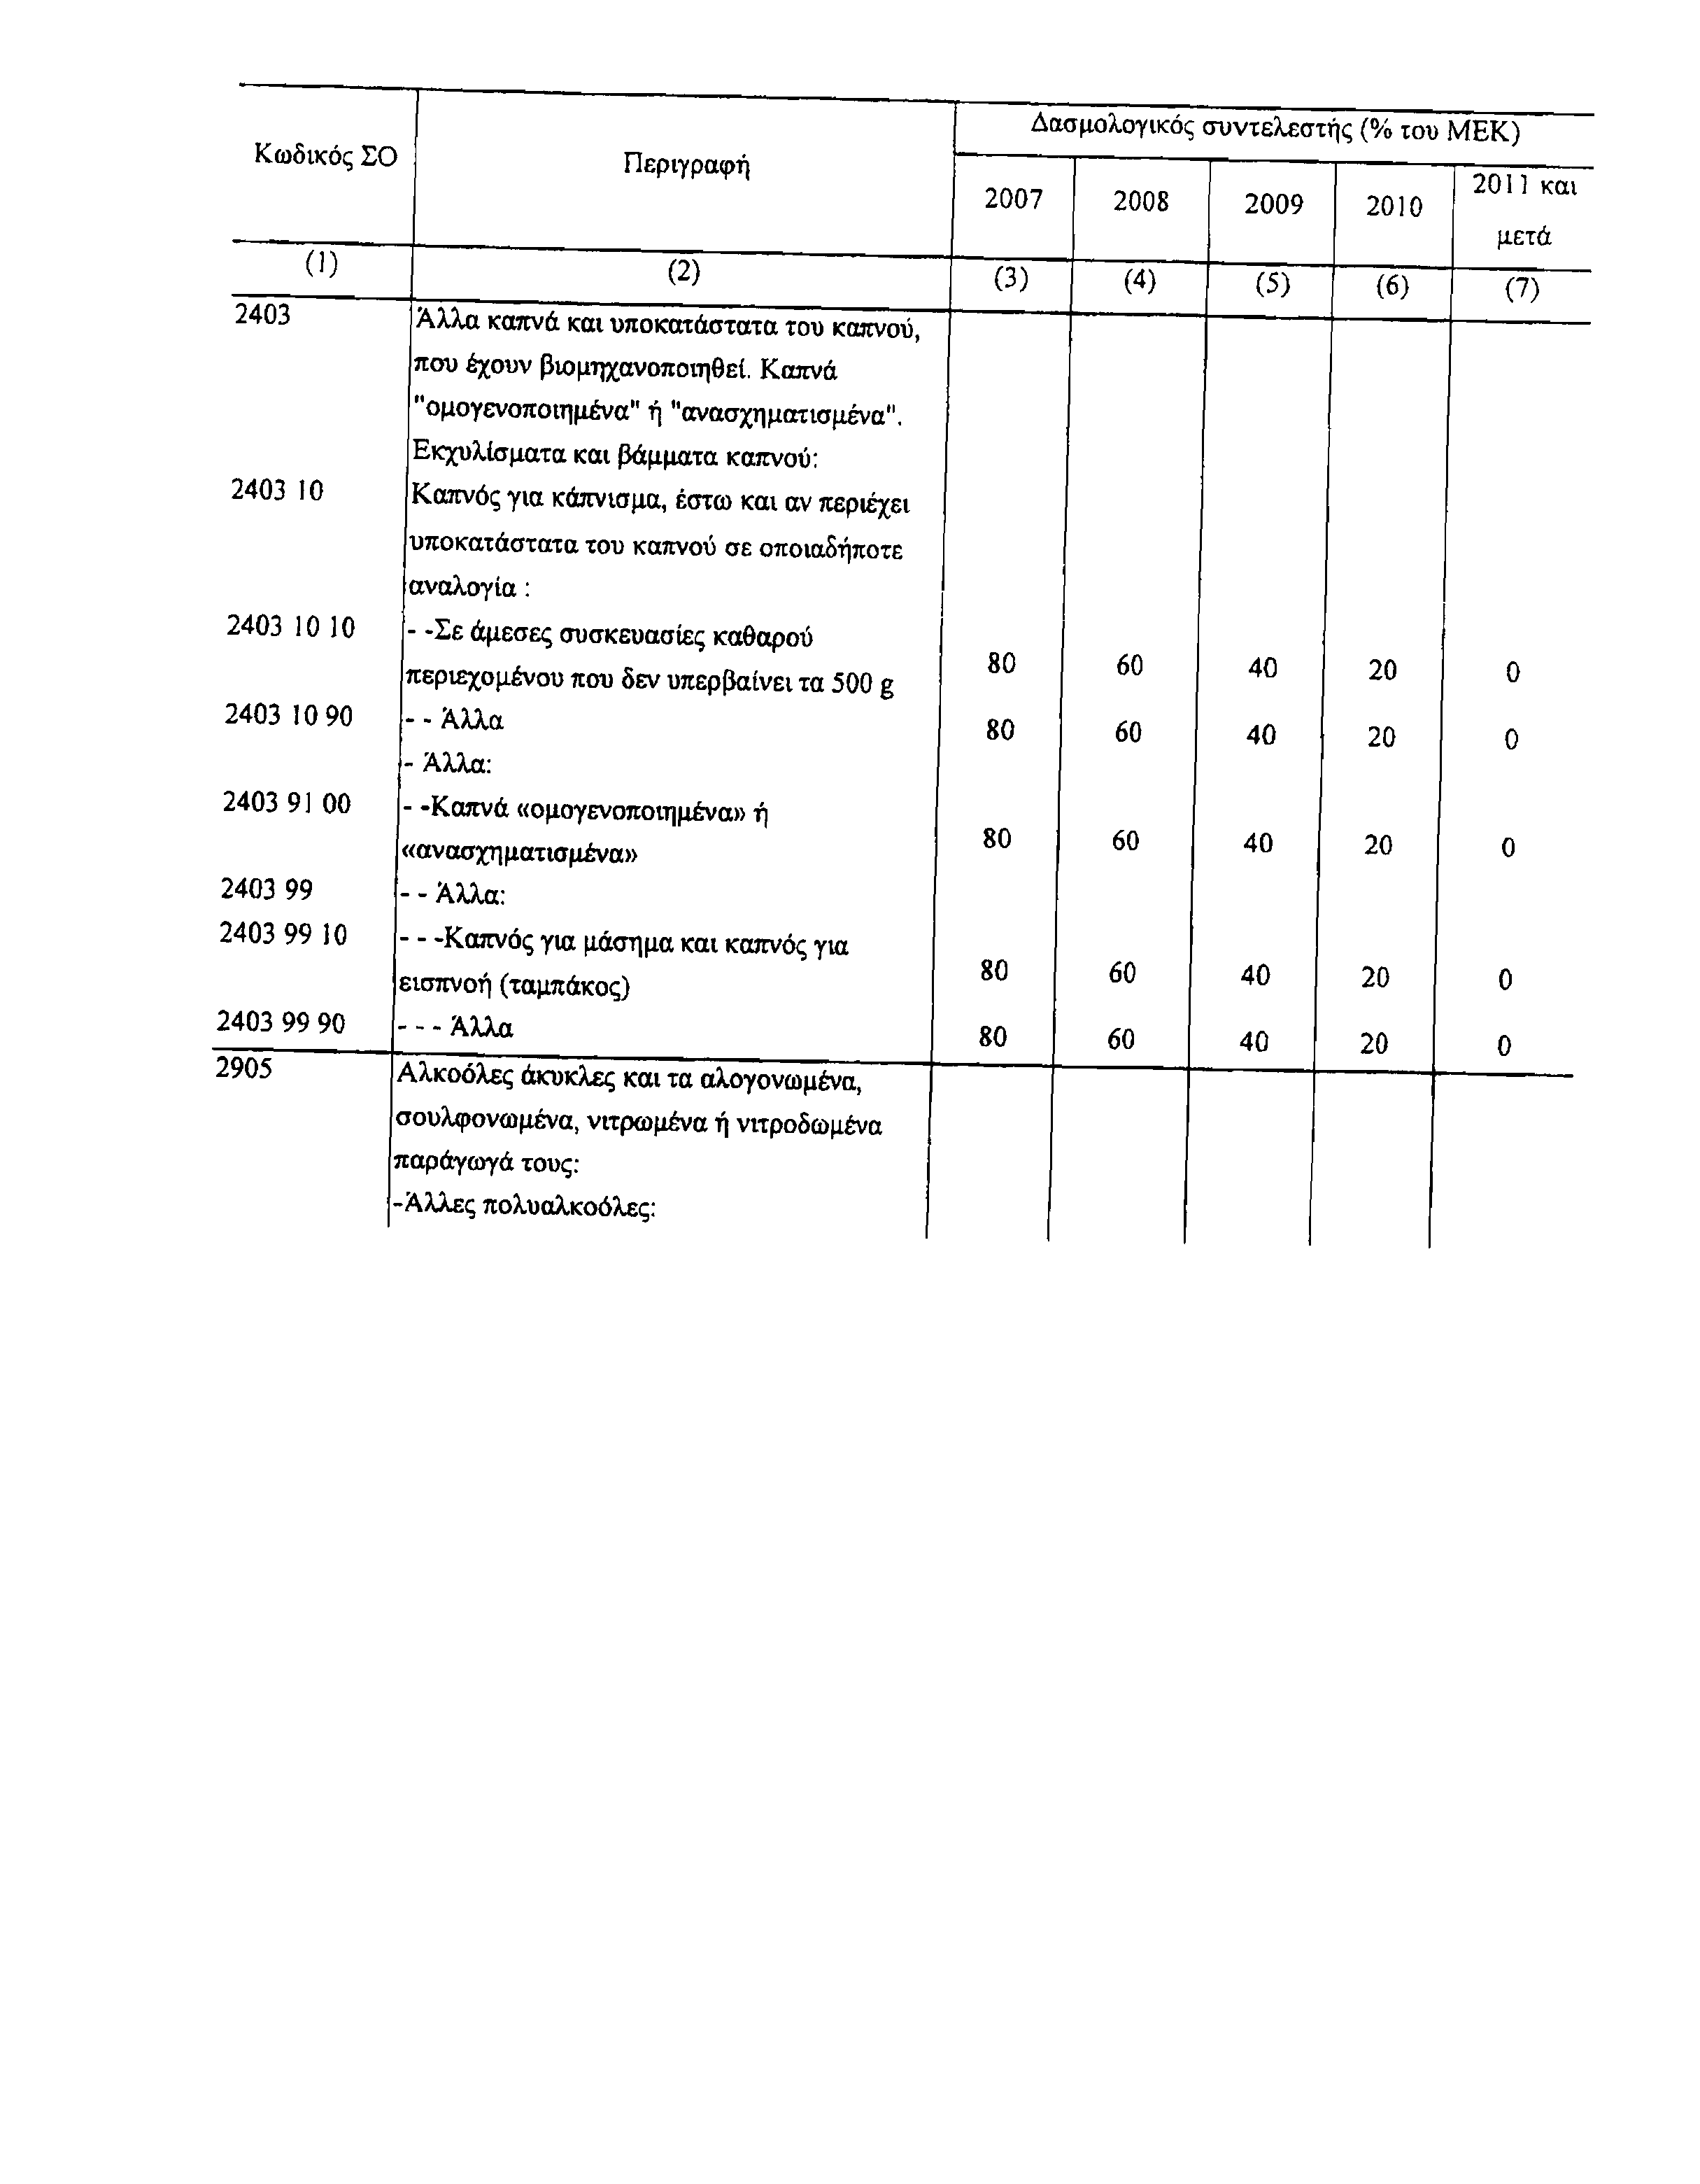 Κωδικός ΣΟ Περιγραφή Δασμολογικός συντελεστής (% του ΜΕΚ)
2007 2008 2009 2010 2011 και μετά
(1) (2) (3) (4) (5) (6) (7)
2403 Άλλα καπνά και υποκατάστατα του καπνού,
που έχουν βιομηχανοποιηθεί. Καπνά
"ομογενοποιημένα" ή "ανασχηματισμένα".
Εκχυλίσματα και βάμματα καπνού:
2403 10 Καπνός για κάπνισμα, έστω και αν περιέχει
υποκατάστατα του καπνού σε οποιαδήποτε
αναλογία :
2403 10 10 - -Σε άμεσες συσκευασίες καθαρού
περιεχομένου που δεν υπερβαίνει τα 500 g 80 60 40 20 0
2403 10 90 - - Άλλα 80 60 40 20 0
- Άλλα:
2403 91 00 - -Καπνά «ομογενοποιημένα» ή
«ανασχηματισμένα» 80 60 40 20 0
2403 99 - - Άλλα:
2403 99 10 - - -Καπνός για μάσημα και καπνός για
εισπνοή (ταμπάκος) 80 60 40 20 0
2403 99 90 - - - Άλλα 80 60 40 20 0
2905 Αλκοόλες άκυκλες και τα αλογονωμένα,
σουλφονωμένα, νιτρωμένα ή νιτροδωμένα
παράγωγά τους:
-Άλλες πολυαλκοόλες: